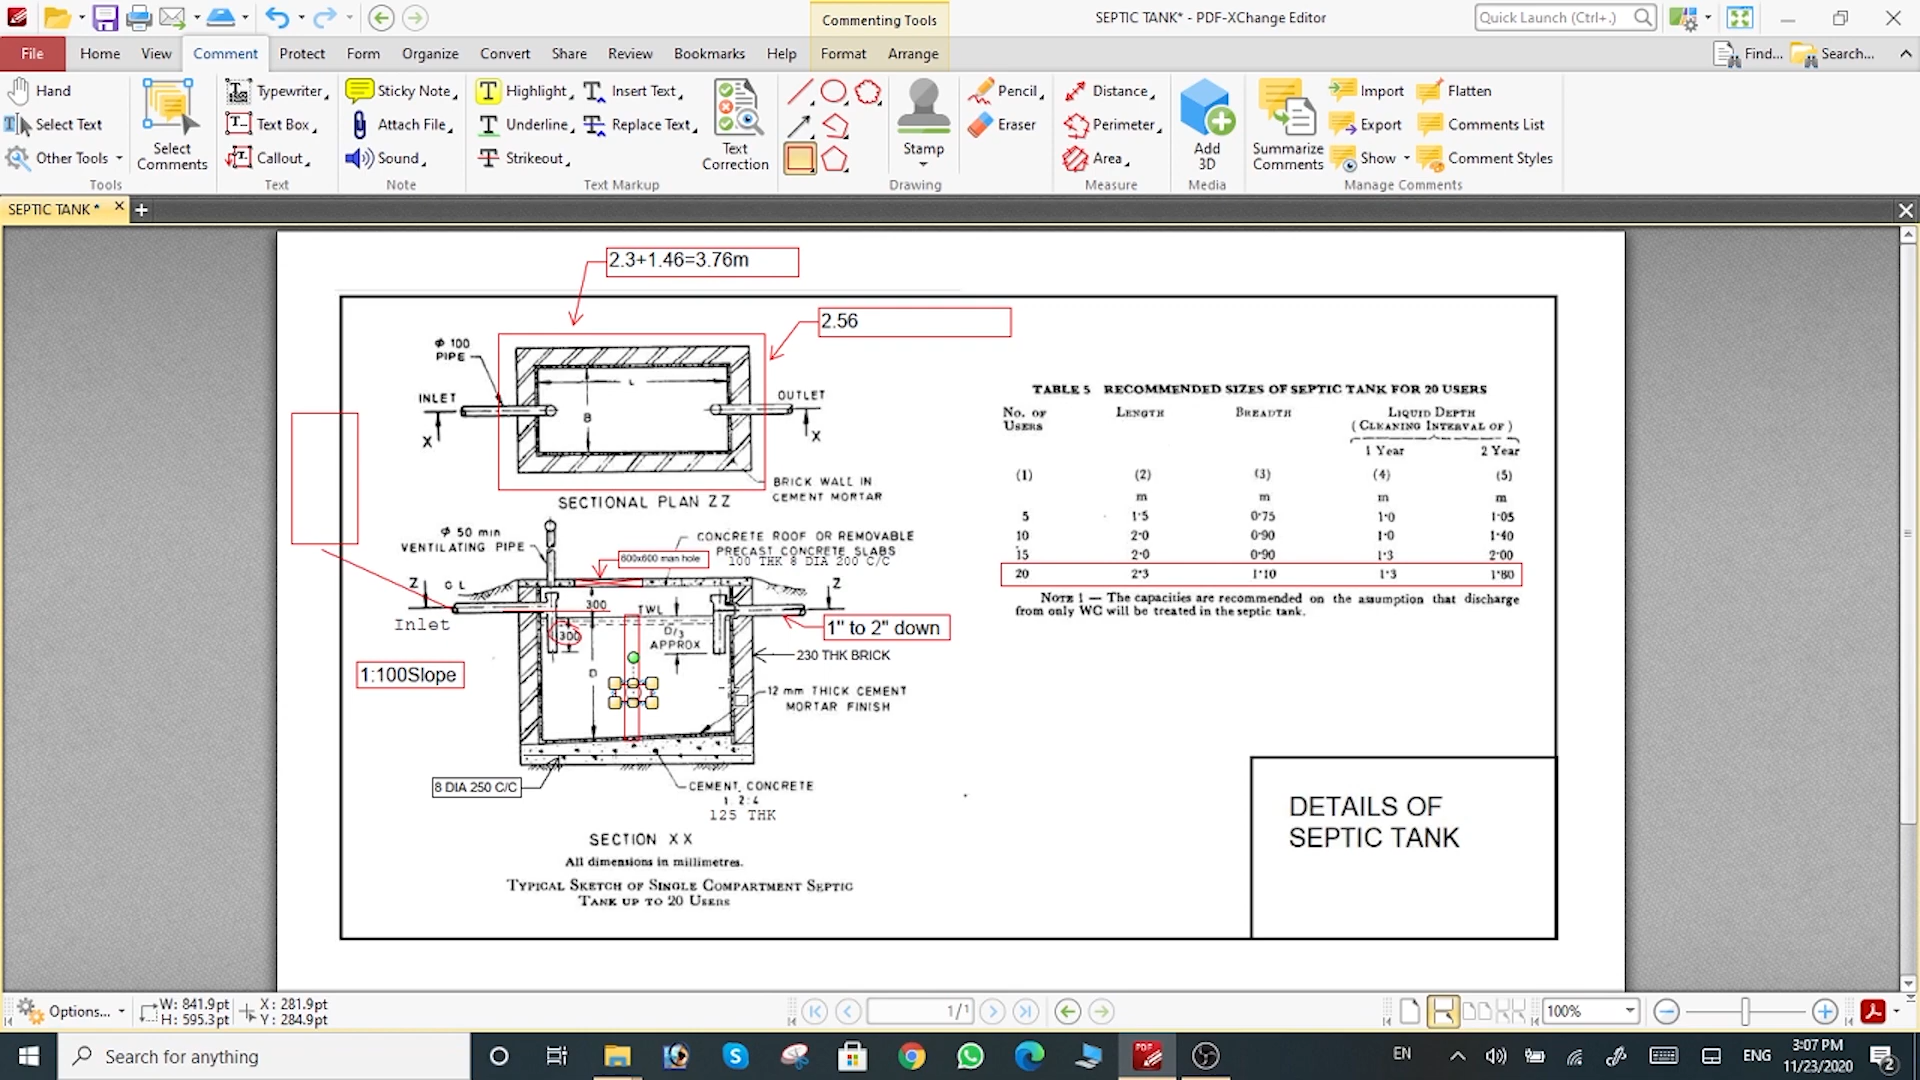 Commenting Tools
SEPTIC TANK* - PDF-XChange Editor
Quick Launch (Ctrl+.)
File
Home
View
Comment
Protect
Form
Organize
Convert
Share
Review
Bookmarks
Help
Format
Arrange
Find...
Search...
Hand
Select Text
Other Tools
Tools
Select Comments
Typewriter
Text Box
Callout
Text
Sticky Note
Attach File
Sound
Note
Highlight
Underline
Strikeout
Insert Text
Replace Text
Text Correction
Text Markup
Stamp
Drawing
Pencil
Eraser
Distance
Perimeter
Area
Measure
Add 3D
Media
Summarize Comments
Import
Export
Show
Flatten
Comments List
Comment Styles
Manage Comments
SEPTIC TANK *
2.3+1.46=3.76m
2.56
Φ 100
PIPE
INLET
X
L
B
OUTLET
X
BRICK WALL IN
CEMENT MORTAR
SECTIONAL PLAN ZZ
Φ 50 min
VENTILATING PIPE
600x600 man hole
CONCRETE ROOF OR REMOVABLE
PRECAST CONCRETE SLABS
100 THK 8 DIA 200 C/C
Z
G L
Z
300
TWL
Inlet
300
D/3
APPROX
1" to 2" down
230 THK BRICK
1:100Slope
D
12 mm THICK CEMENT
MORTAR FINISH
8 DIA 250 C/C
CEMENT CONCRETE
1:2:4
125 THK
SECTION XX
All dimensions in millimetres.
TYPICAL SKETCH OF SINGLE COMPARTMENT SEPTIC
TANK UP TO 20 USERS
TABLE 5 RECOMMENDED SIZES OF SEPTIC TANK FOR 20 USERS
NO. OF USERS LENGTH BREADTH LIQUID DEPTH
(CLEANING INTERVAL OF)
1 Year 2 Year
(1) (2) (3) (4) (5)
m m m m
5 1·5 0·75 1·0 1·05
10 2·0 0·90 1·0 1·40
15 2·0 0·90 1·3 2·00
20 2·3 1·10 1·3 1·80
NOTE 1 — The capacities are recommended on the assumption that discharge
from only WC will be treated in the septic tank.
DETAILS OF
SEPTIC TANK
Options...
W: 841.9pt
H: 595.3pt
X: 281.9pt
Y: 284.9pt
1/1
100%
Search for anything
PDF
EN
ENG
3:07 PM
11/23/2020
2